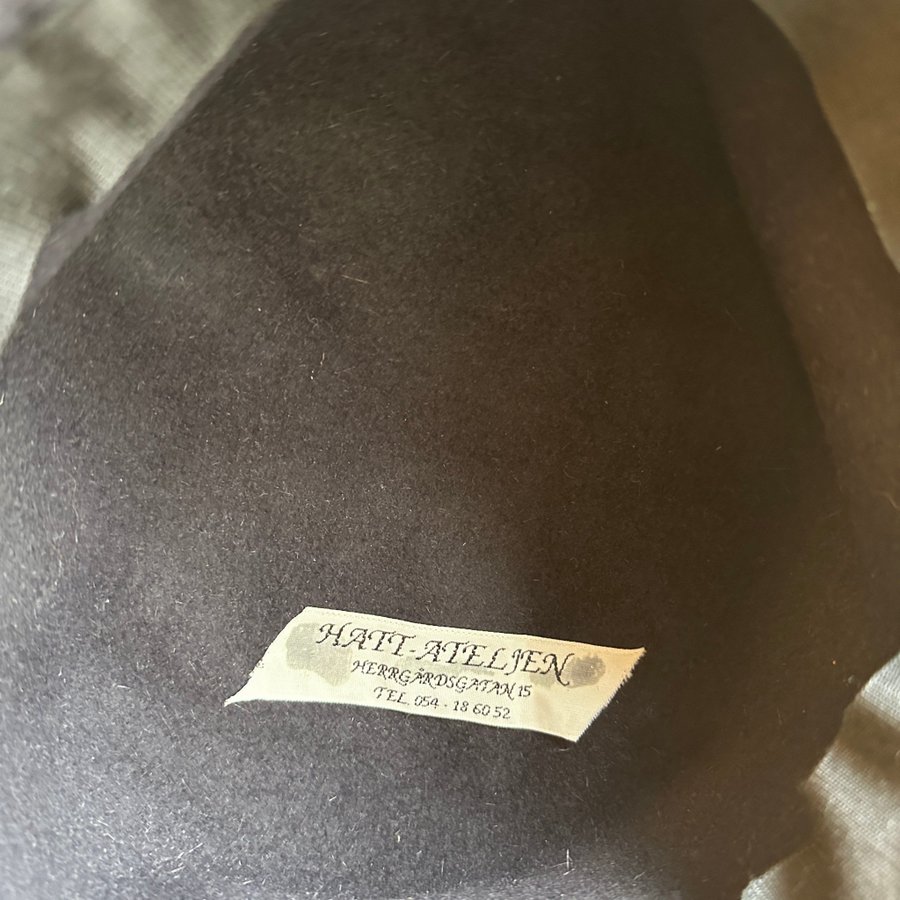 HATT-ATELJEN
HERRGÅRDSGATAN 15
TEL. 054 - 18 60 52